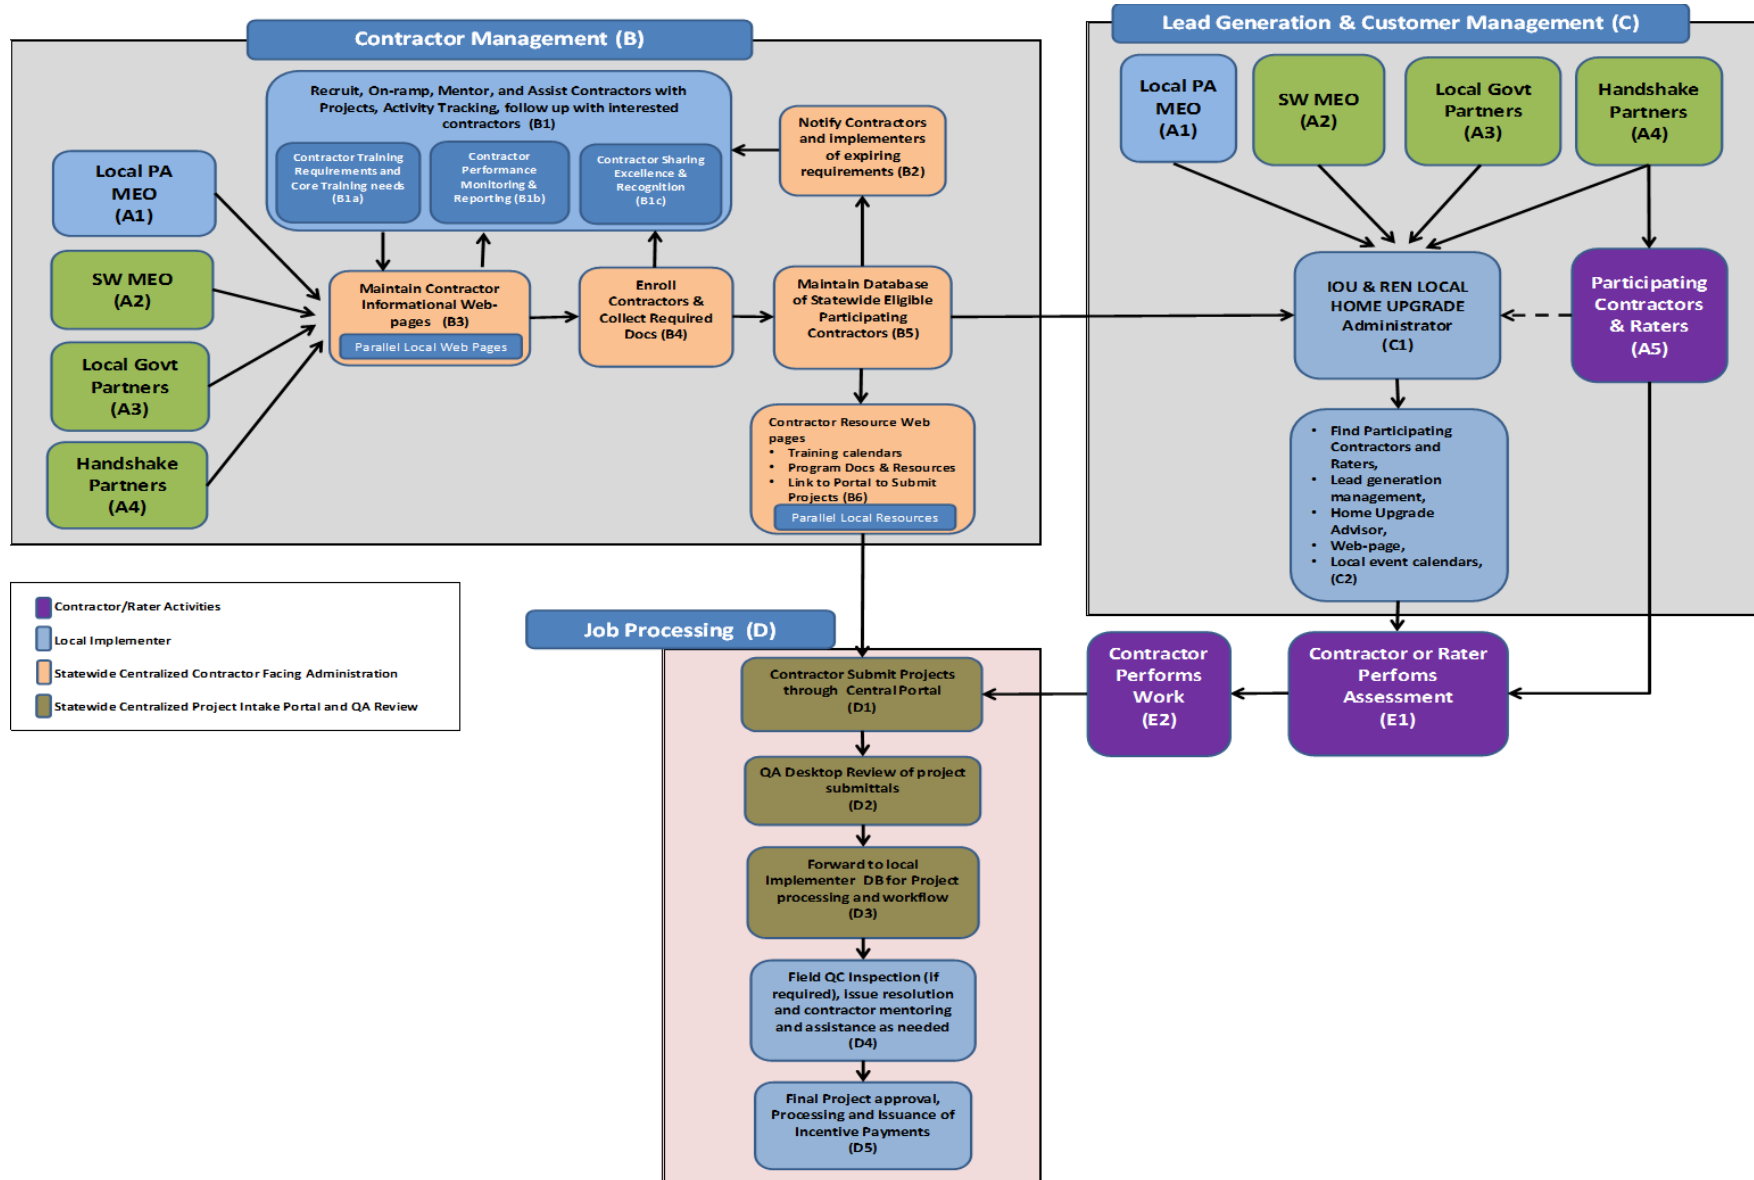 Contractor Management (B)
Recruit, On-ramp, Mentor, and Assist Contractors with
Projects, Activity Tracking, follow up with interested
contractors (B1)
Contractor Training
Requirements and
Core Training needs
(B1a)
Contractor
Performance
Monitoring &
Reporting (B1b)
Contractor Sharing
Excellence &
Recognition
(B1c)
Notify Contractors
and implementers
of expiring
requirements (B2)
Local PA
MEO
(A1)
SW MEO
(A2)
Local Govt
Partners
(A3)
Handshake
Partners
(A4)
Maintain Contractor
Informational Web-
pages (B3)
Parallel Local Web Pages
Enroll
Contractors &
Collect Required
Docs (B4)
Maintain Database
of Statewide Eligible
Participating
Contractors (B5)
Contractor Resource Web
pages
• Training calendars
• Program Docs & Resources
• Link to Portal to Submit
Projects (B6)
Parallel Local Resources
Lead Generation & Customer Management (C)
Local PA
MEO
(A1)
SW MEO
(A2)
Local Govt
Partners
(A3)
Handshake
Partners
(A4)
IOU & REN LOCAL
HOME UPGRADE
Administrator
(C1)
Participating
Contractors
& Raters
(A5)
• Find Participating
Contractors and
Raters,
• Lead generation
management,
• Home Upgrade
Advisor,
• Web-page,
• Local event calendars,
(C2)
Contractor/Rater Activities
Local Implementer
Statewide Centralized Contractor Facing Administration
Statewide Centralized Project Intake Portal and QA Review
Job Processing (D)
Contractor Submit Projects
through Central Portal
(D1)
Contractor
Performs
Work
(E2)
Contractor or Rater
Perfoms
Assessment
(E1)
QA Desktop Review of project
submittals
(D2)
Forward to local
Implementer DB for Project
processing and workflow
(D3)
Field QC Inspection (if
required), issue resolution
and contractor mentoring
and assistance as needed
(D4)
Final Project approval,
Processing and Issuance of
Incentive Payments
(D5)